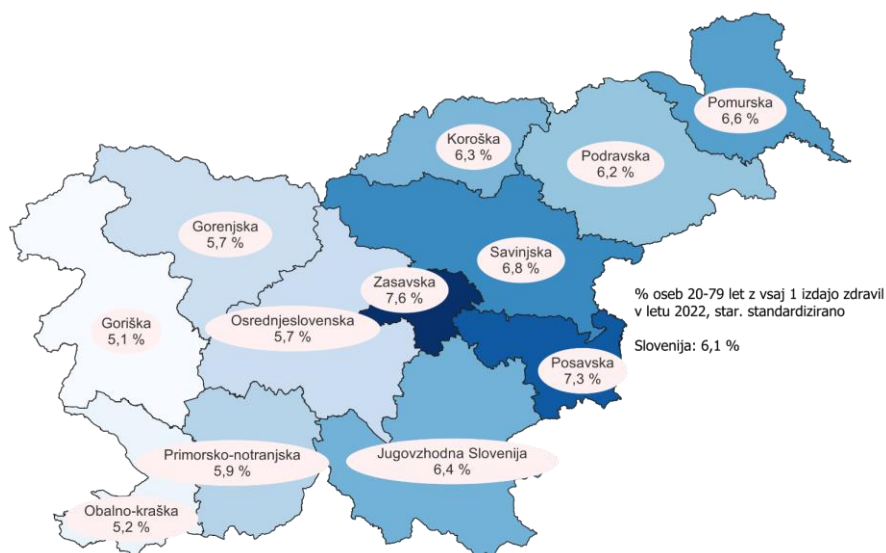 Pomurska
6,6 %
Koroška
6,3 %
Podravska
6,2 %
Gorenjska
5,7 %
Savinjska
6,8 %
Zasavska
7,6 %
% oseb 20-79 let z vsaj 1 izdajo zdravil
v letu 2022, star. standardizirano
Goriška
5,1 %
Osrednjeslovenska
5,7 %
Slovenija: 6,1 %
Posavska
7,3 %
Primorsko-notranjska
5,9 %
Jugovzhodna Slovenija
6,4 %
Obalno-kraška
5,2 %